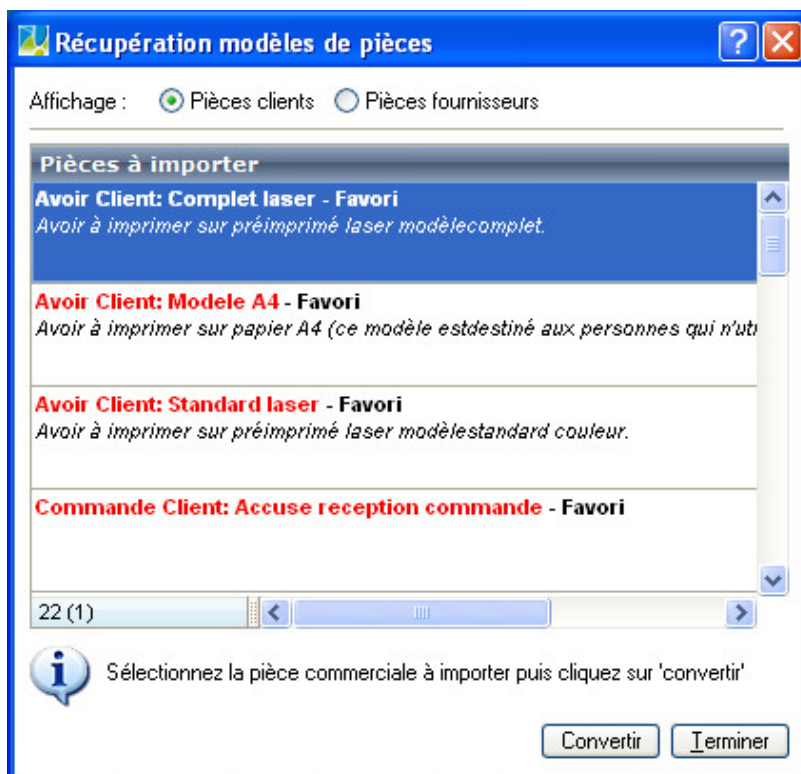 Récupération modèles de pièces
Affichage : Pièces clients Pièces fournisseurs
Pièces à importer
Avoir Client: Complet laser - Favori
Avoir à imprimer sur préimprimé laser modèlecomplet.
Avoir Client: Modele A4 - Favori
Avoir à imprimer sur papier A4 (ce modèle estdestiné aux personnes qui n'uti
Avoir Client: Standard laser - Favori
Avoir à imprimer sur préimprimé laser modèlestandard couleur.
Commande Client: Accuse reception commande - Favori
22 (1)
Sélectionnez la pièce commerciale à importer puis cliquez sur 'convertir'
Convertir Terminer